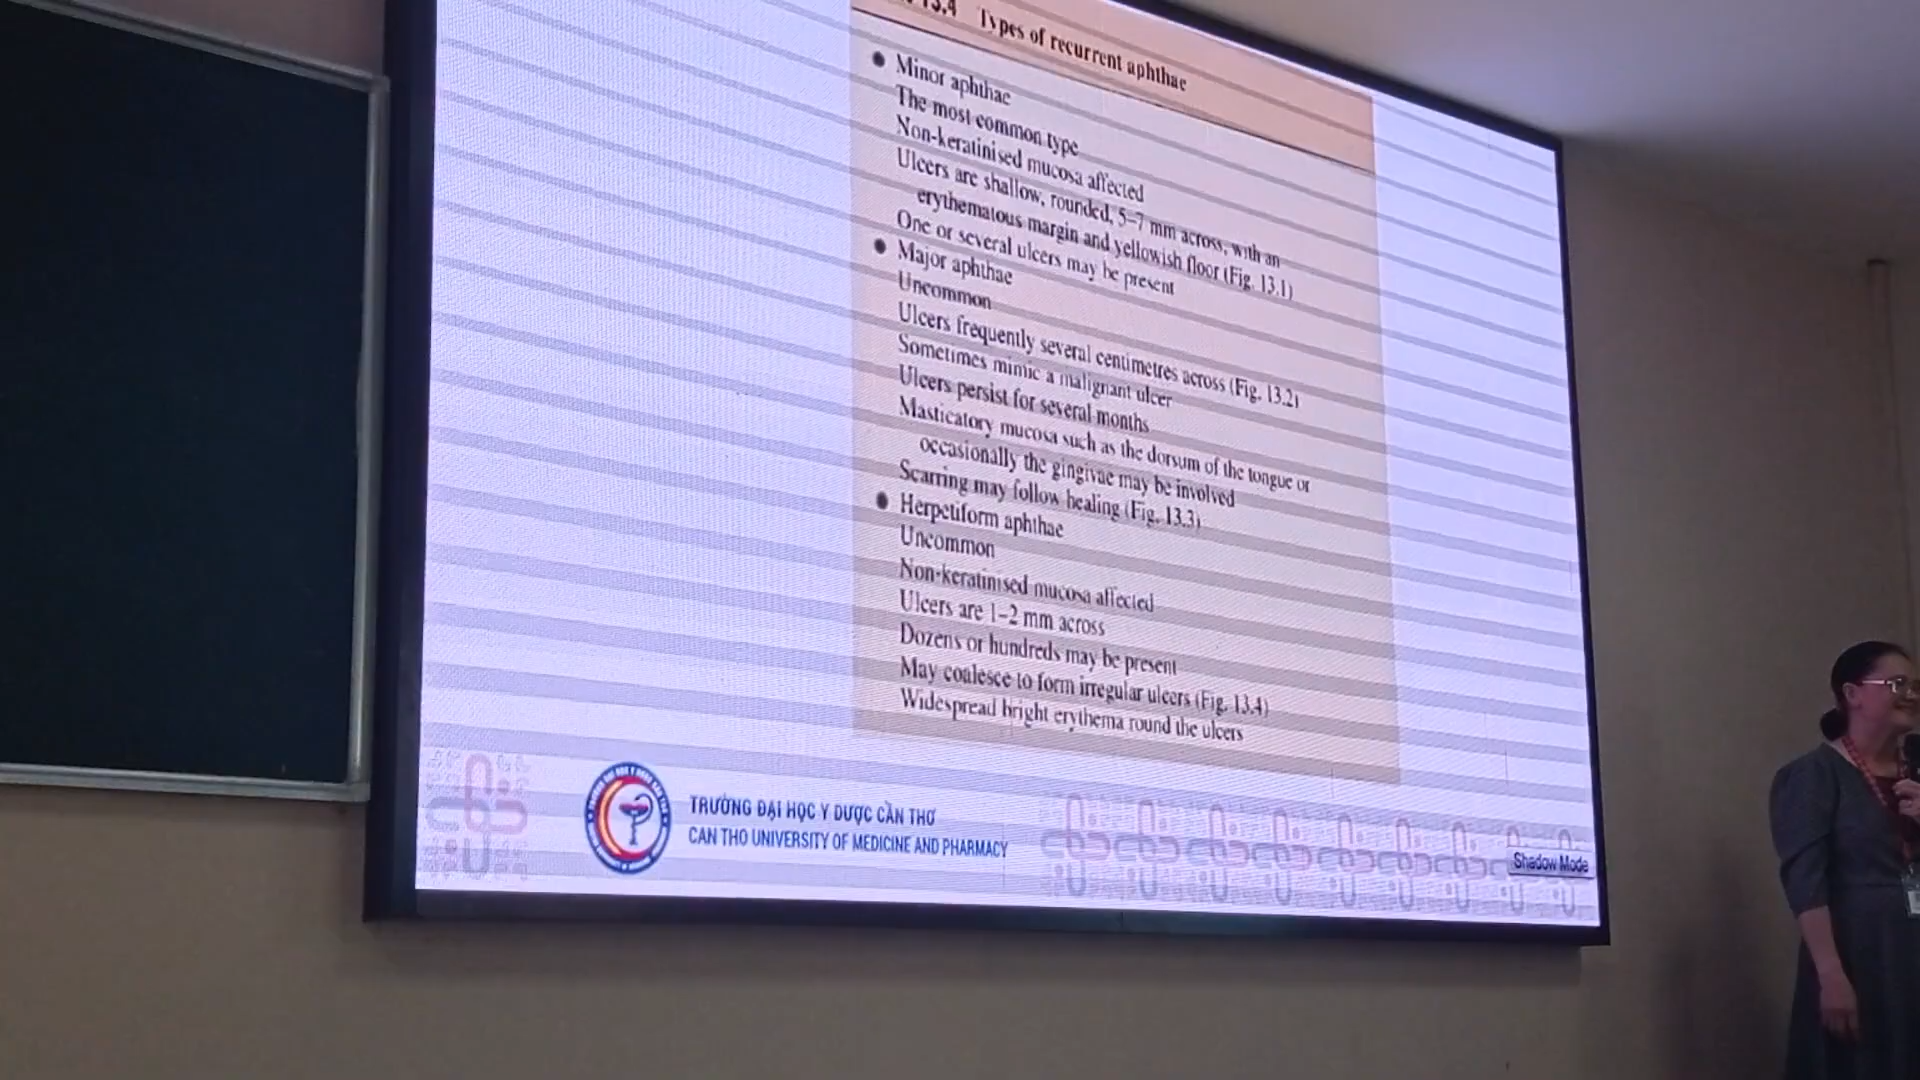 13.4 Types of recurrent aphthae
● Minor aphthae
The most common type
Non-keratinised mucosa affected
Ulcers are shallow, rounded, 5–7 mm across, with an
erythematous margin and yellowish floor (Fig. 13.1)
One or several ulcers may be present
● Major aphthae
Uncommon
Ulcers frequently several centimetres across (Fig. 13.2)
Sometimes mimic a malignant ulcer
Ulcers persist for several months
Masticatory mucosa such as the dorsum of the tongue or
occasionally the gingivae may be involved
Scarring may follow healing (Fig. 13.3)
● Herpetiform aphthae
Uncommon
Non-keratinised mucosa affected
Ulcers are 1–2 mm across
Dozens or hundreds may be present
May coalesce to form irregular ulcers (Fig. 13.4)
Widespread bright erythema round the ulcers
TRƯỜNG ĐẠI HỌC Y DƯỢC CẦN THƠ
CAN THO UNIVERSITY OF MEDICINE AND PHARMACY
Shadow Mode